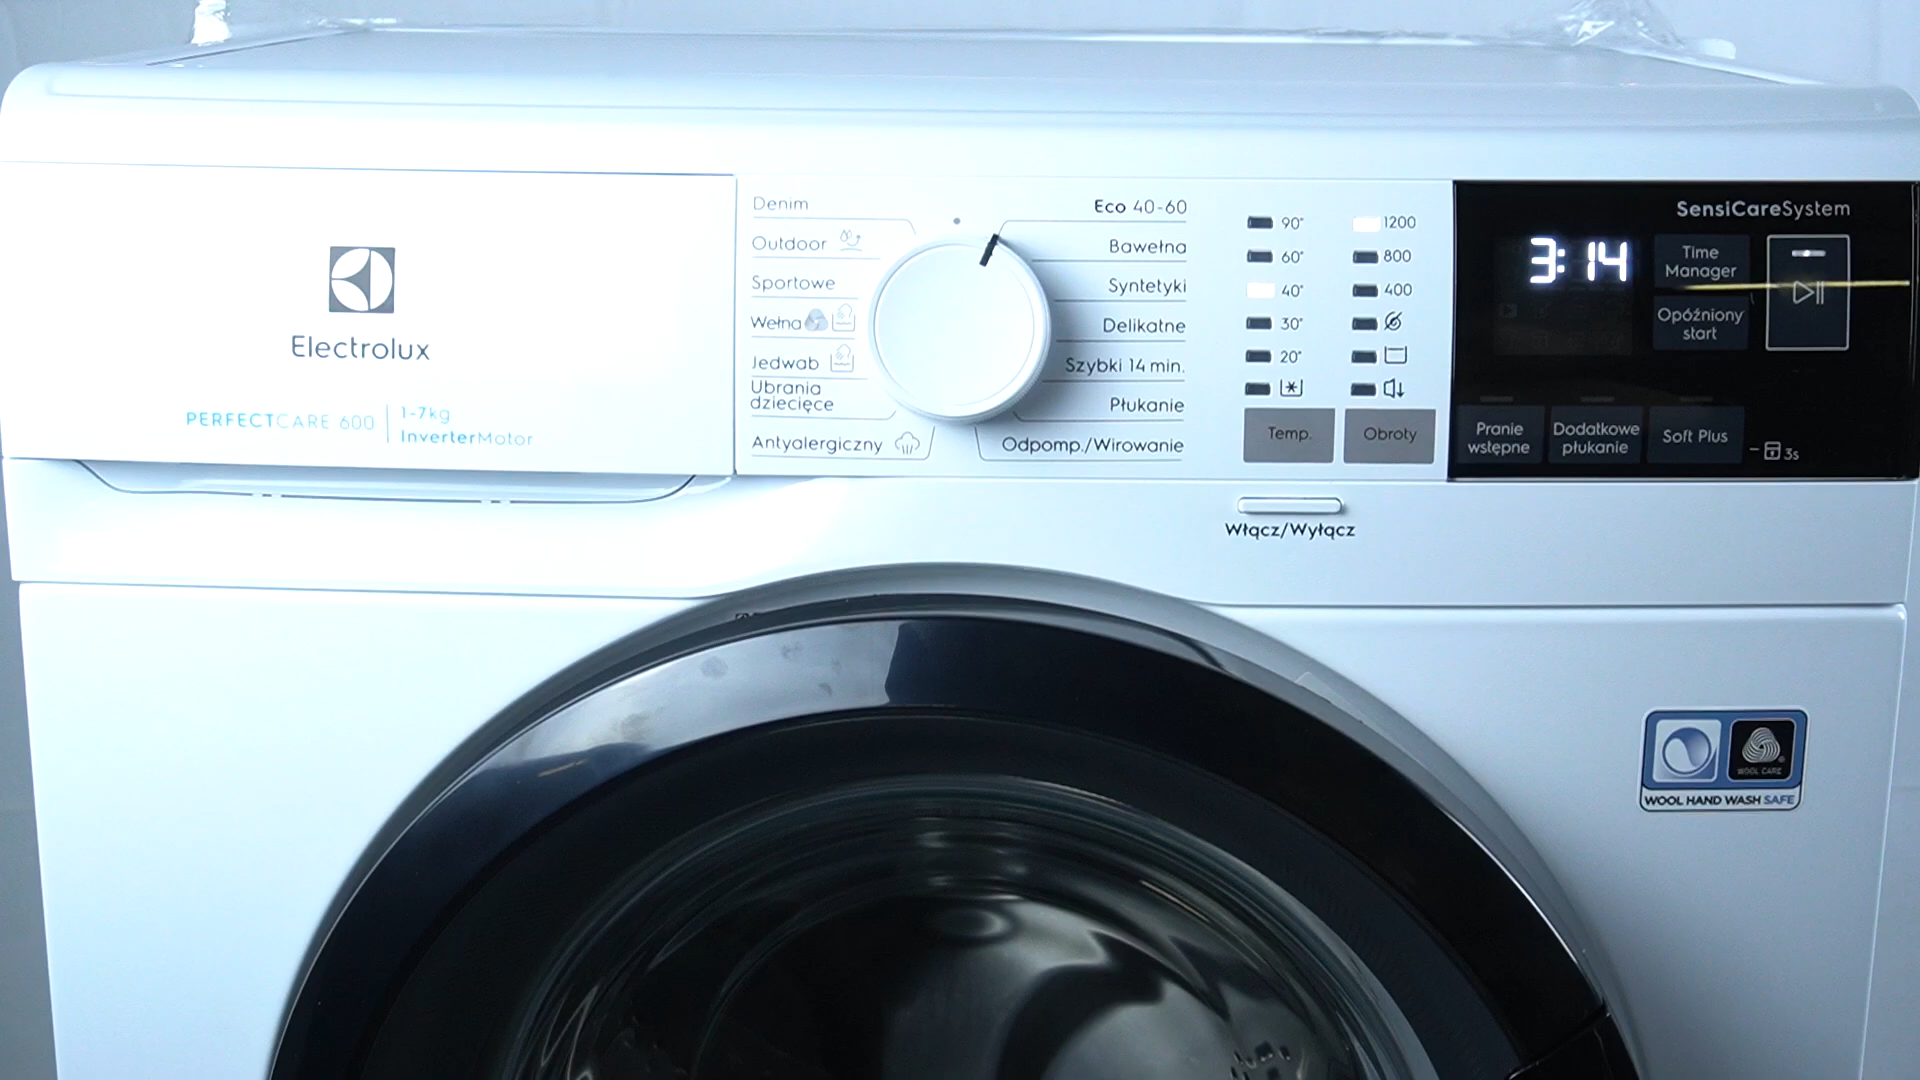 Electrolux
PERFECTCARE 600
1-7kg
InverterMotor
Denim
Outdoor
Sportowe
Wełna
Jedwab
Ubrania
dziecięce
Antyalergiczny
Eco 40-60
Bawełna
Syntetyki
Delikatne
Szybki 14 min.
Płukanie
Odpomp./Wirowanie
90°
60°
40°
30°
20°
Temp.
1200
800
400
Obroty
SensiCareSystem
3:14
Time
Manager
Opóźniony
start
Pranie
wstępne
Dodatkowe
płukanie
Soft Plus
3s
Włącz/Wyłącz
WOOL CARE
WOOL HAND WASH SAFE